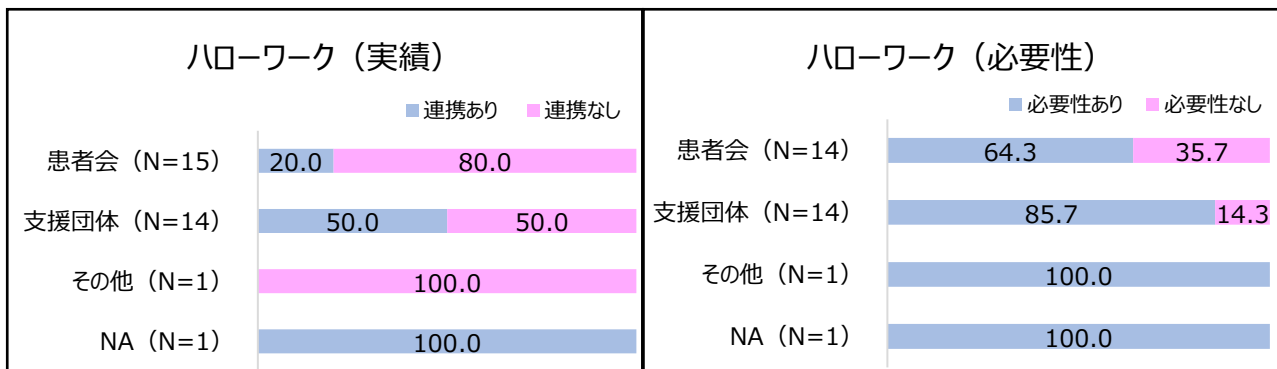 ハローワーク（実績）
■連携あり ■連携なし
患者会（N=15） 20.0 80.0
支援団体（N=14） 50.0 50.0
その他（N=1） 100.0
NA（N=1） 100.0
ハローワーク（必要性）
■必要性あり ■必要性なし
患者会（N=14） 64.3 35.7
支援団体（N=14） 85.7 14.3
その他（N=1） 100.0
NA（N=1） 100.0